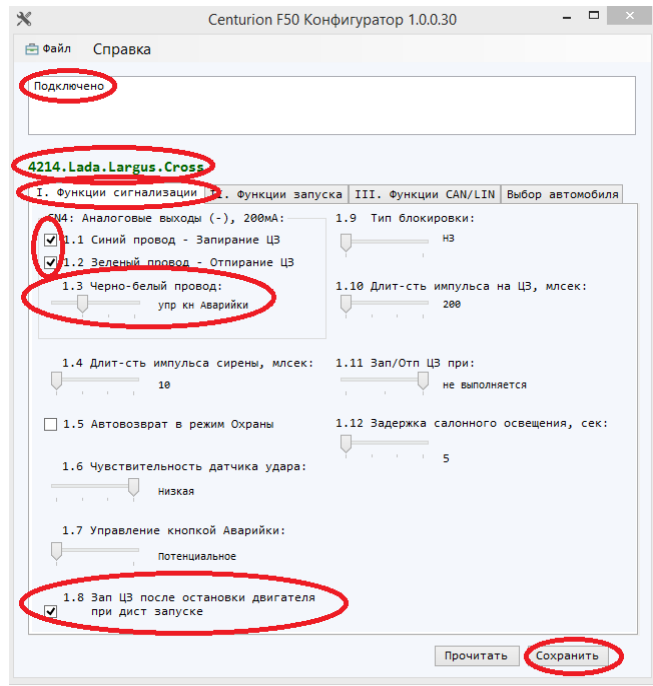 Centurion F50 Конфигуратор 1.0.0.30
Файл Справка
Подключено
4214.Lada.Largus.Cross
I. Функции сигнализации II. Функции запуска III. Функции CAN/LIN Выбор автомобиля
CN4: Аналоговые выходы (-), 200мА:
1.1 Синий провод - Запирание ЦЗ
1.2 Зеленый провод - Отпирание ЦЗ
1.3 Черно-белый провод:
упр кн Аварийки
1.4 Длит-сть импульса сирены, млсек:
10
1.5 Автовозврат в режим Охраны
1.6 Чувствительность датчика удара:
Низкая
1.7 Управление кнопкой Аварийки:
Потенциальное
1.8 Зап ЦЗ после остановки двигателя
при дист запуске
1.9 Тип блокировки:
НЗ
1.10 Длит-сть импульса на ЦЗ, млсек:
200
1.11 Зап/Отп ЦЗ при:
не выполняется
1.12 Задержка салонного освещения, сек:
5
Прочитать Сохранить